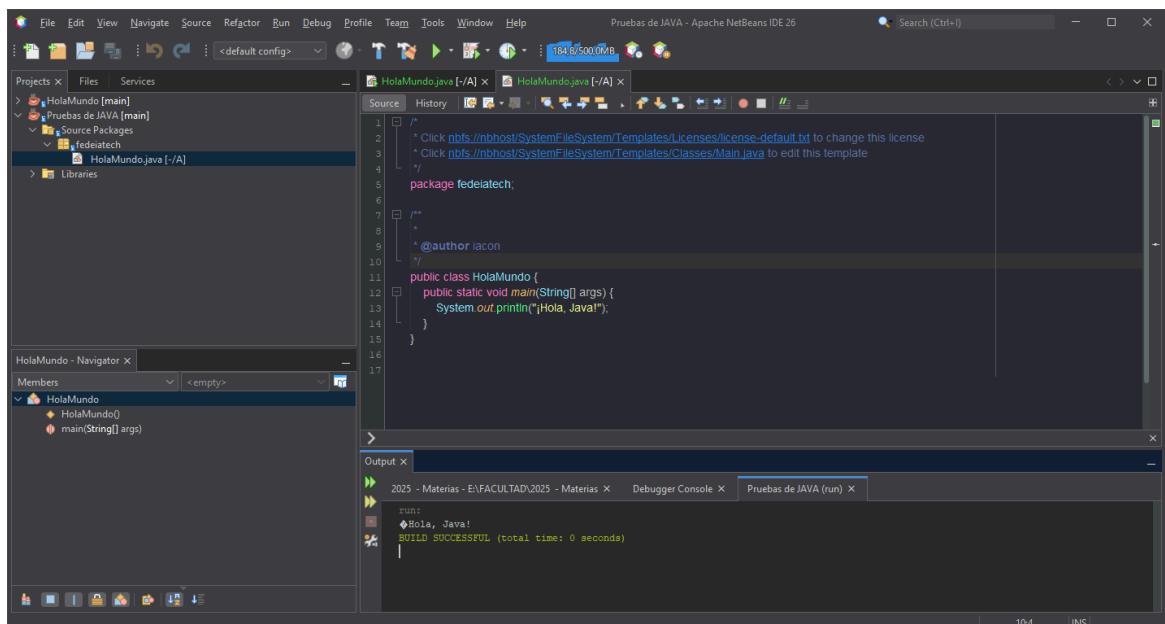 File Edit View Navigate Source Refactor Run Debug Profile Team Tools Window Help Pruebas de JAVA - Apache NetBeans IDE 26 Search (Ctrl+I)
<default config> 184.8/500.0MB
Projects Files Services
HolaMundo [main]
Pruebas de JAVA [main]
Source Packages
fedeiatech
HolaMundo.java [-/A]
Libraries
HolaMundo - Navigator
Members <empty>
HolaMundo
HolaMundo()
main(String[] args)
HolaMundo.java [-/A] HolaMundo.java [-/A]
Source History
1 /*
2 * Click nbfs://nbhost/SystemFileSystem/Templates/Licenses/license-default.txt to change this license
3 * Click nbfs://nbhost/SystemFileSystem/Templates/Classes/Main.java to edit this template
4 */
5 package fedeiatech;
6
7 /**
8 *
9 * @author iacon
10 */
11 public class HolaMundo {
12 public static void main(String[] args) {
13 System.out.println("¡Hola, Java!");
14 }
15 }
16
17
Output
2025 - Materias - E:\FACULTAD\2025 - Materias Debugger Console Pruebas de JAVA (run)
run:
�Hola, Java!
BUILD SUCCESSFUL (total time: 0 seconds)
10:4 INS